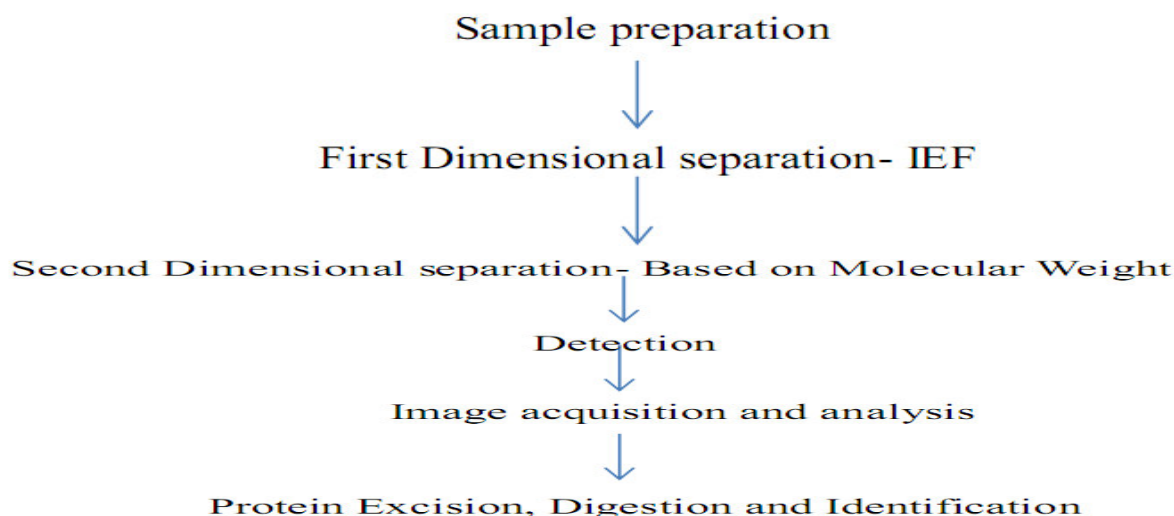 Sample preparation
First Dimensional separation- IEF
Second Dimensional separation- Based on Molecular Weight
Detection
Image acquisition and analysis
Protein Excision, Digestion and Identification